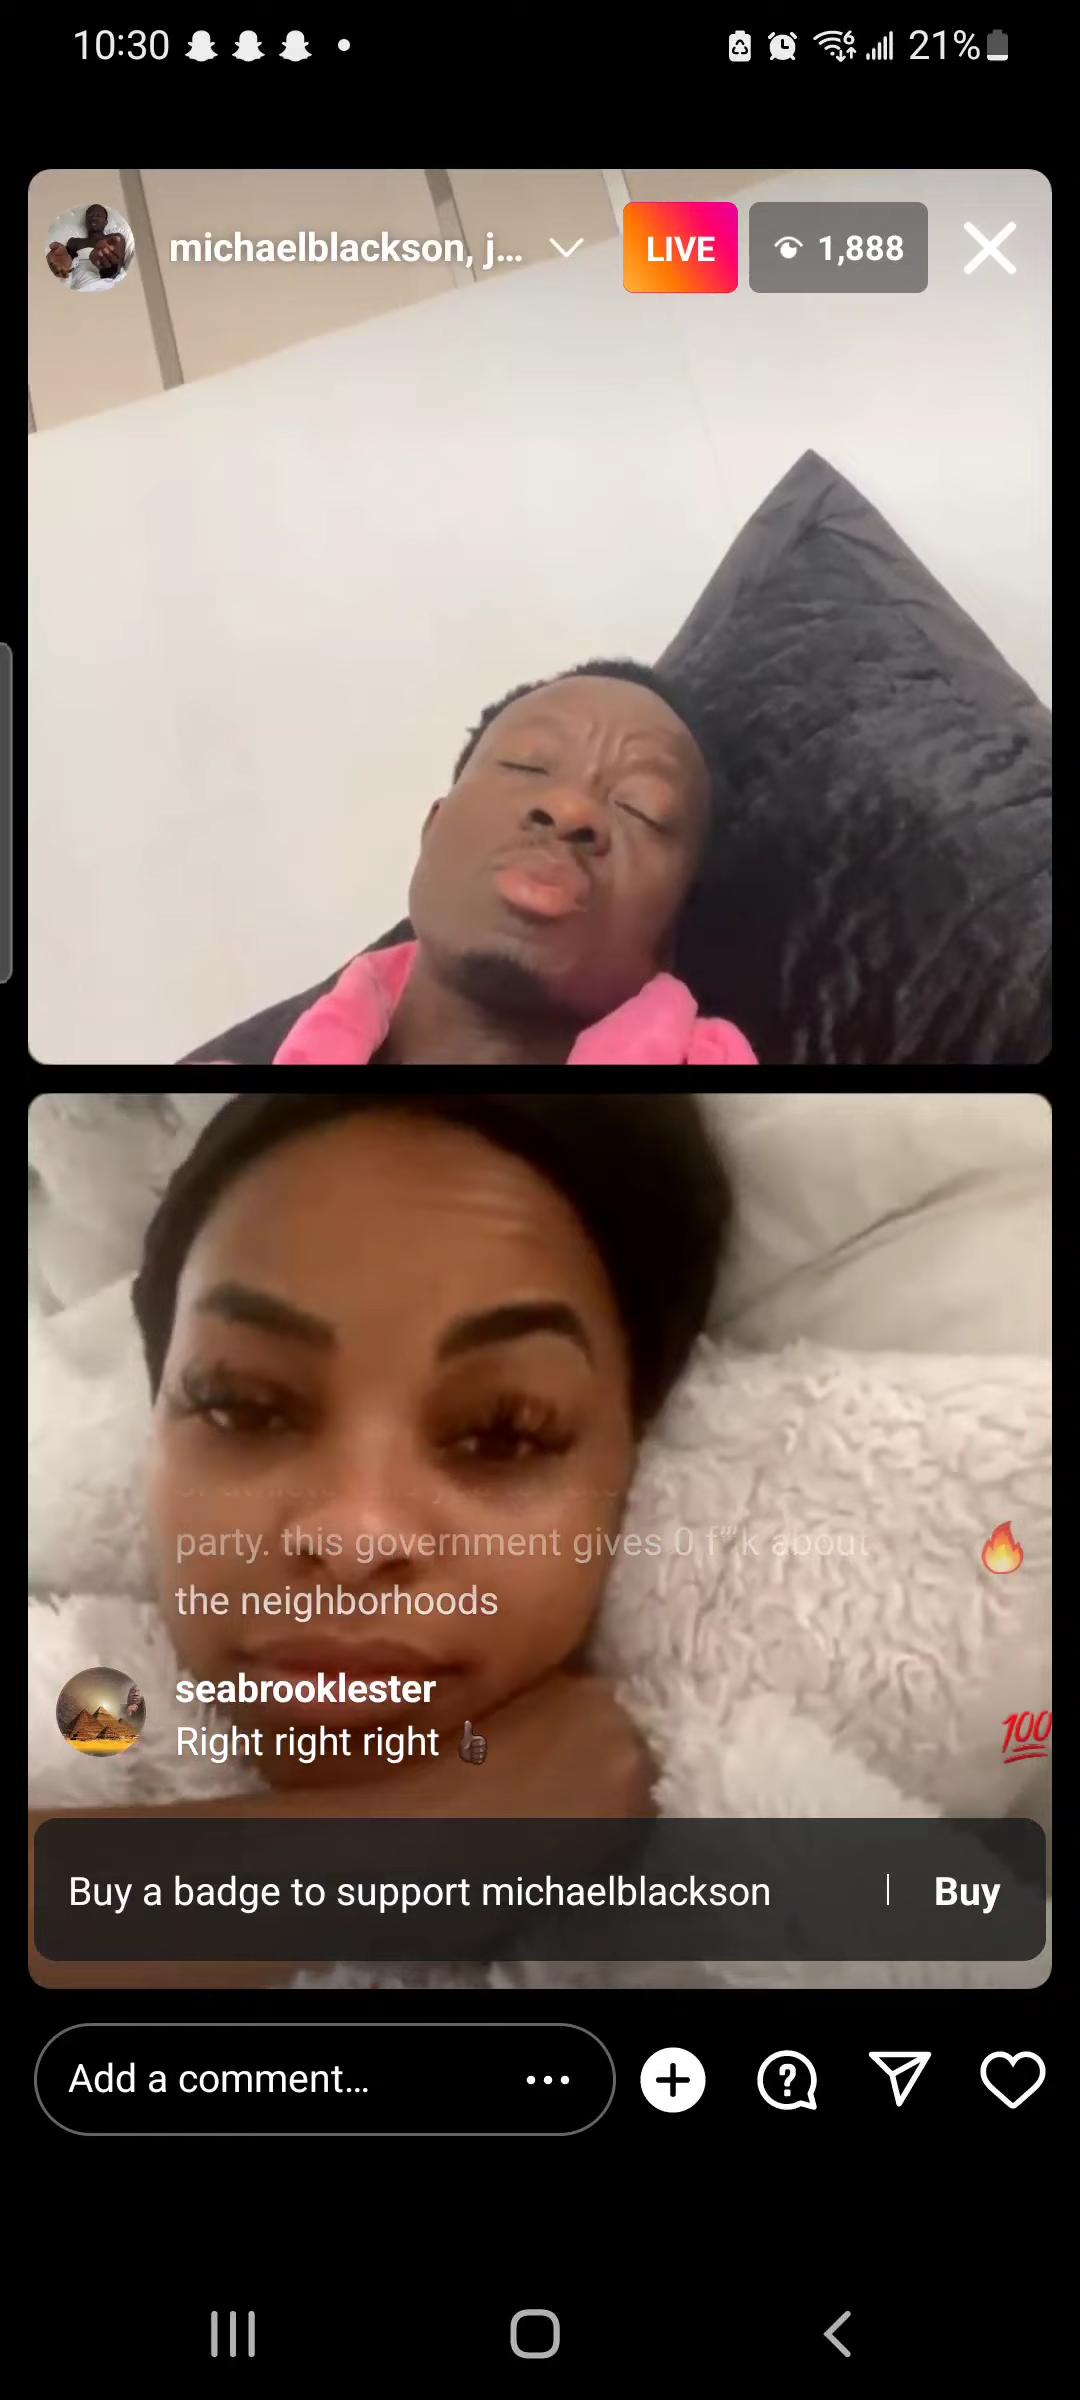 10:30
21%
michaelblackson, j...
LIVE
1,888
party. this government gives 0 f
about
the neighborhoods
seabrooklester
Right right right 👍🏿
💯
Buy a badge to support michaelblackson | Buy
Add a comment...